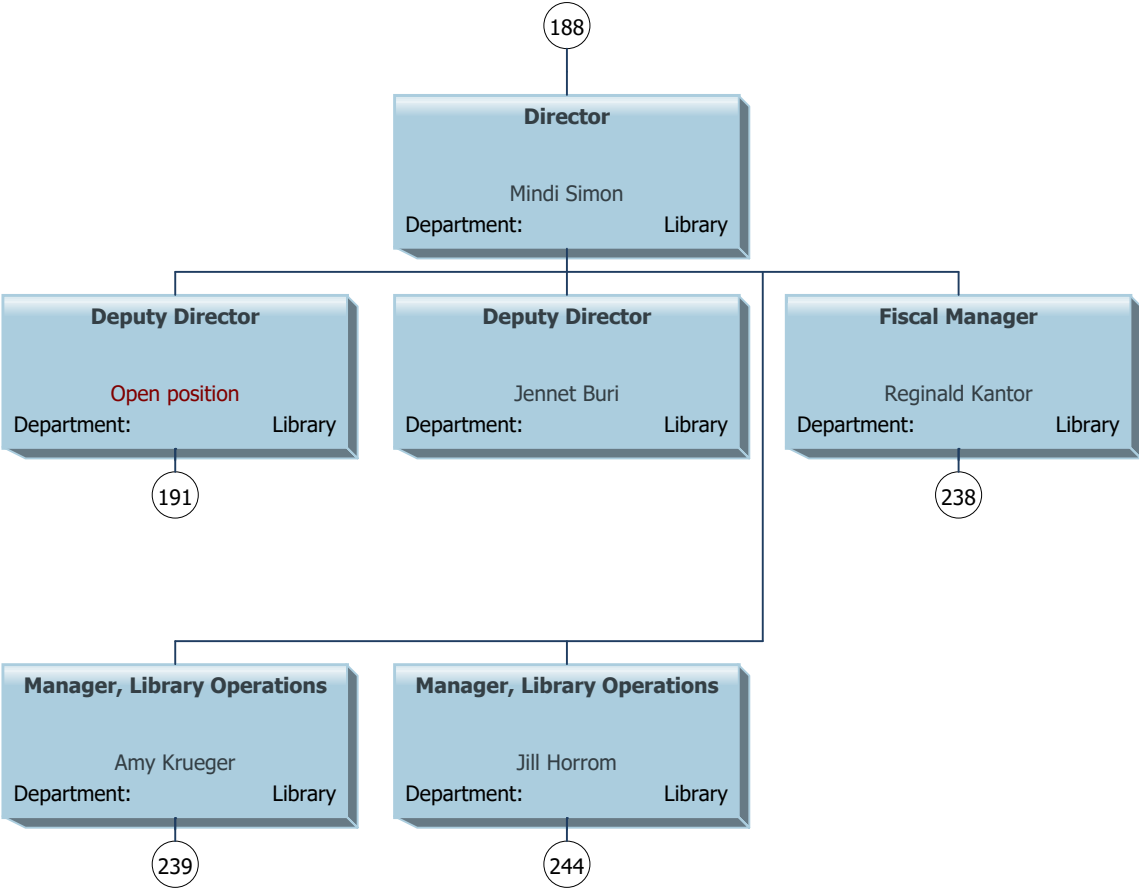 188
Director
Mindi Simon
Department: Library
Deputy Director
Open position
Department: Library
191
Deputy Director
Jennet Buri
Department: Library
Fiscal Manager
Reginald Kantor
Department: Library
238
Manager, Library Operations
Amy Krueger
Department: Library
239
Manager, Library Operations
Jill Horrom
Department: Library
244